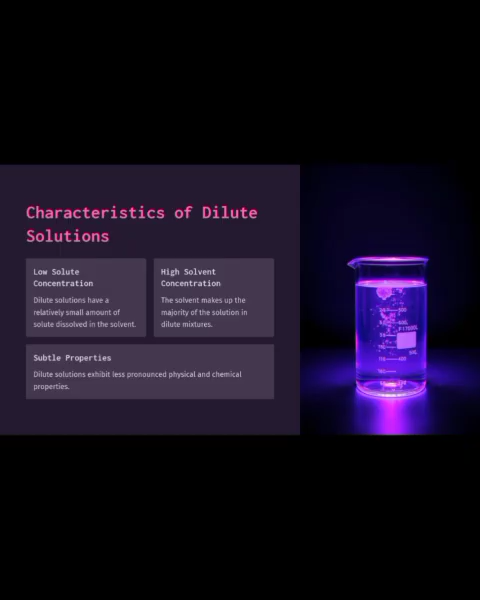 Characteristics of Dilute
Solutions
Low Solute
Concentration
Dilute solutions have a
relatively small amount of
solute dissolved in the solvent.
High Solvent
Concentration
The solvent makes up the
majority of the solution in
dilute mixtures.
Subtle Properties
Dilute solutions exhibit less pronounced physical and chemical
properties.